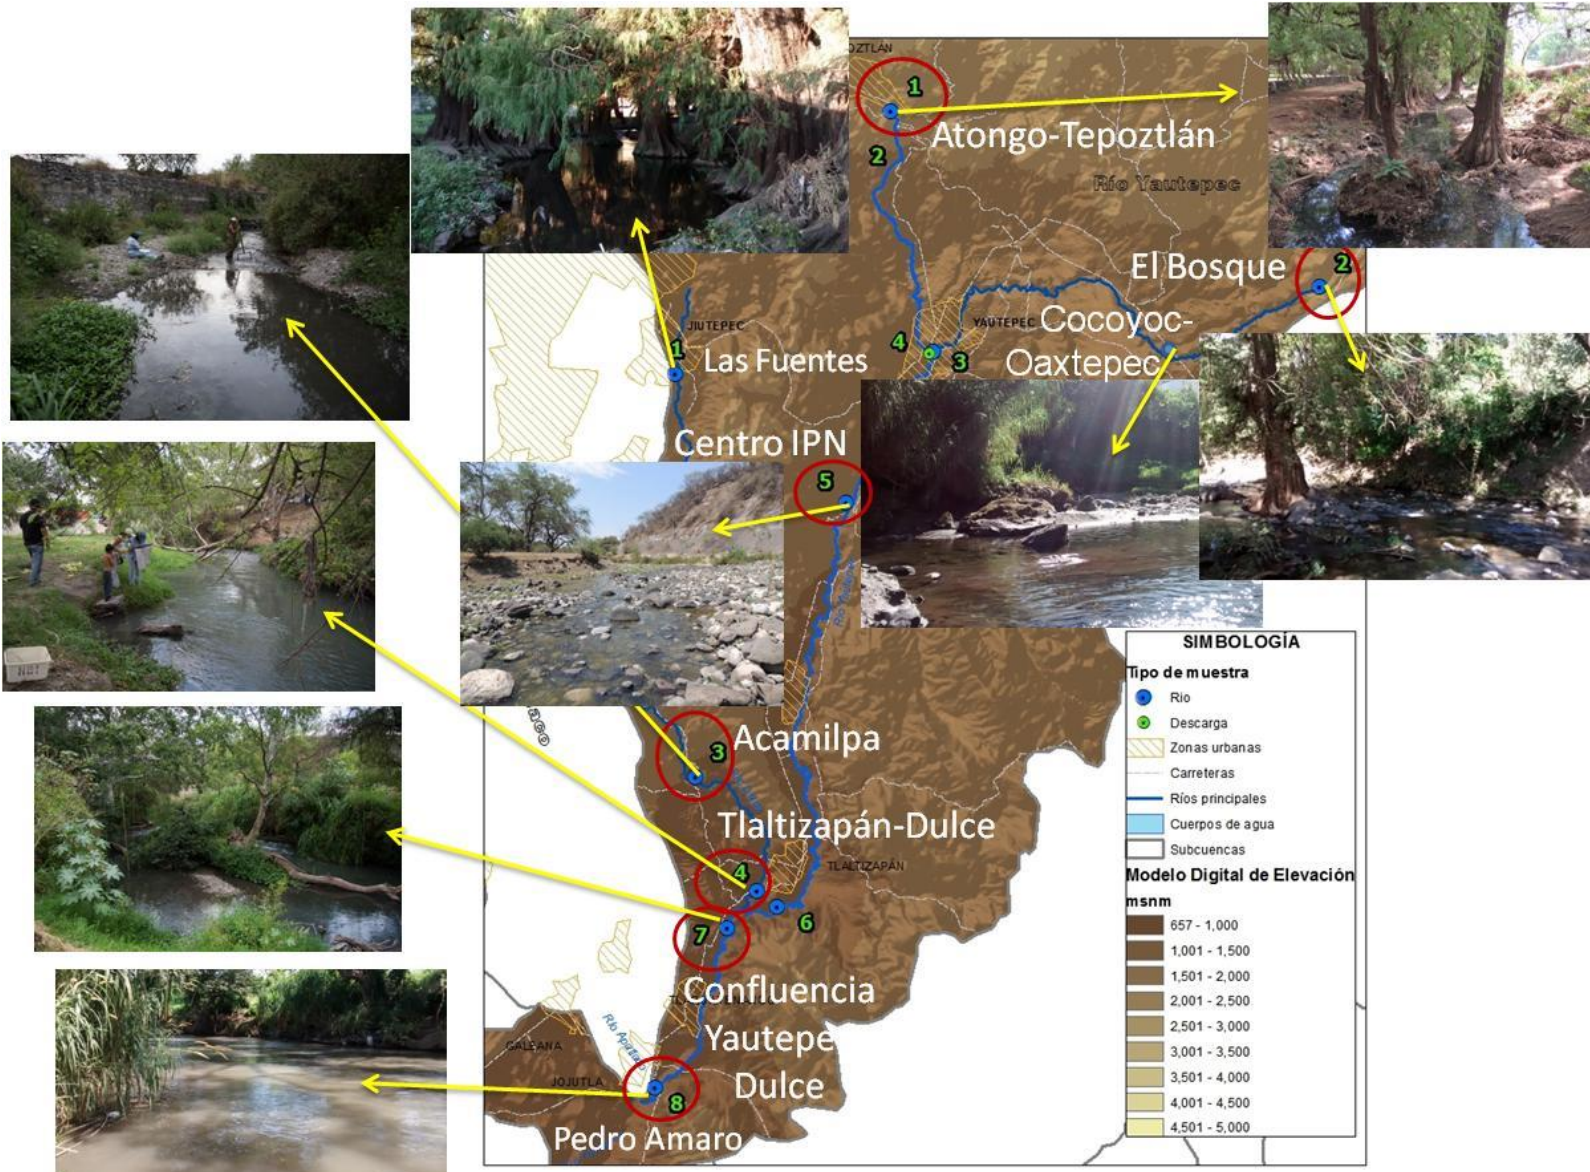 OZTLÁN
1
Atongo-Tepoztlán
2
Río Yautepec
El Bosque
2
JIUTEPEC
1
Las Fuentes
YAUTEPEC
Cocoyoc-
Oaxtepec
4
3
Centro IPN
5
3
Acamilpa
Tlaltizapán-Dulce
TLALTIZAPÁN
4
6
7
Confluencia
Yautepe
Dulce
Río Apatlaco
GALEANA
JOJUTLA
8
Pedro Amaro
aco
SIMBOLOGÍA
Tipo de muestra
Rio
Descarga
Zonas urbanas
Carreteras
Ríos principales
Cuerpos de agua
Subcuencas
Modelo Digital de Elevación
msnm
657 - 1,000
1,001 - 1,500
1,501 - 2,000
2,001 - 2,500
2,501 - 3,000
3,001 - 3,500
3,501 - 4,000
4,001 - 4,500
4,501 - 5,000